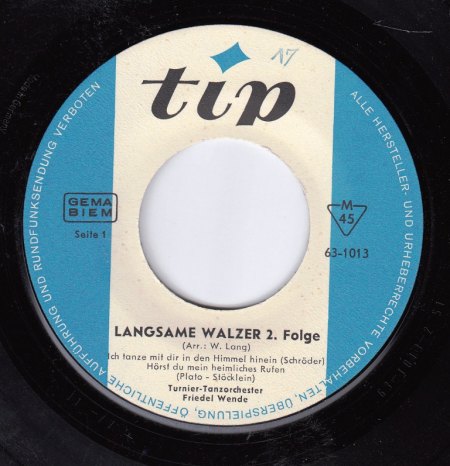 17
tip
GEMA
BIEM
Seite 1
M
45
63-1013
LANGSAME WALZER 2. Folge
(Arr.: W. Lang)
Ich tanze mit dir in den Himmel hinein (Schröder)
Hörst du mein heimliches Rufen
(Plato - Stöcklein)
Turnier-Tanzorchester
Friedel Wende
ALLE HERSTELLER- UND URHEBERRECHTE VORBEHALTEN, ÜBERSPIELUNG, ÖFFENTLICHE AUFFÜHRUNG UND RUNDFUNKSENDUNG VERBOTEN